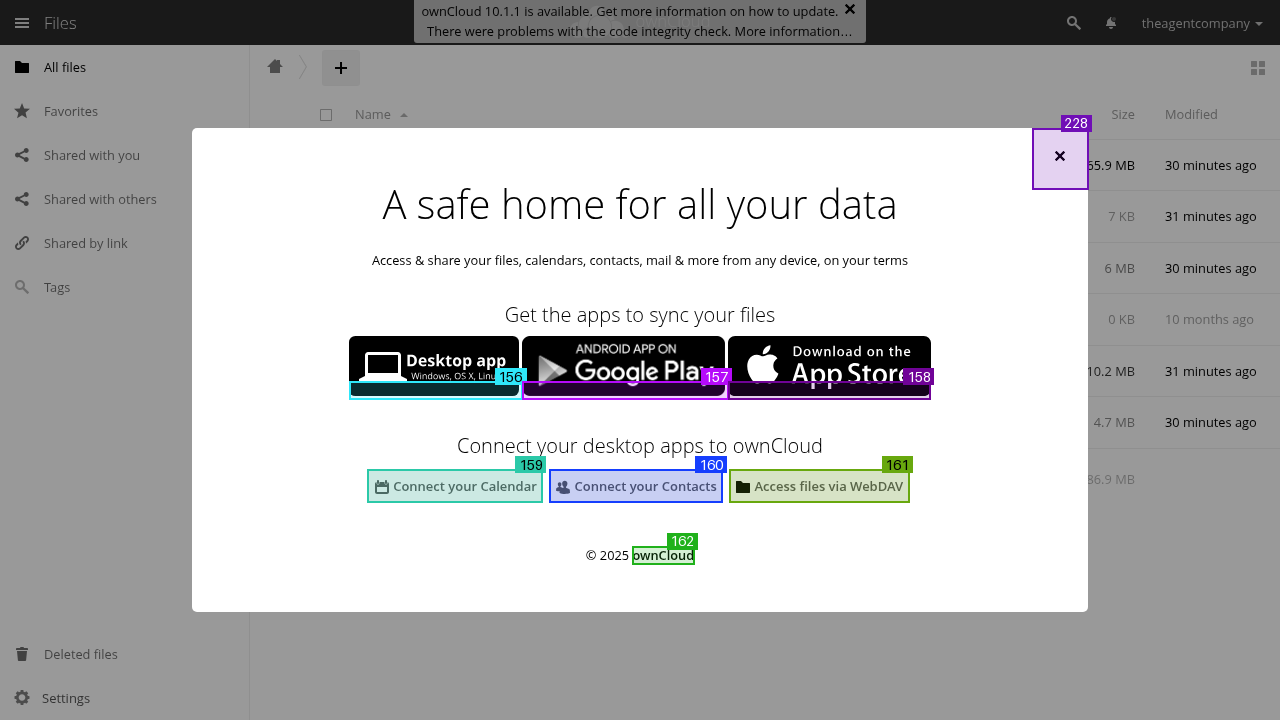 Files
ownCloud 10.1.1 is available. Get more information on how to update.
There were problems with the code integrity check. More information…
theagentcompany
All files
Favorites
Shared with you
Shared with others
Shared by link
Tags
Deleted files
Settings
+
Name
Size
Modified
30 minutes ago
7 KB 31 minutes ago
6 MB 30 minutes ago
0 KB 10 months ago
10.2 MB 31 minutes ago
4.7 MB 30 minutes ago
228
×
A safe home for all your data
Access & share your files, calendars, contacts, mail & more from any device, on your terms
Get the apps to sync your files
Desktop app
Windows, OS X,
156
ANDROID APP ON
Google Play
157
Download on the
App Store
158
Connect your desktop apps to ownCloud
159
Connect your Calendar
160
Connect your Contacts
161
Access files via WebDAV
162
© 2025 ownCloud